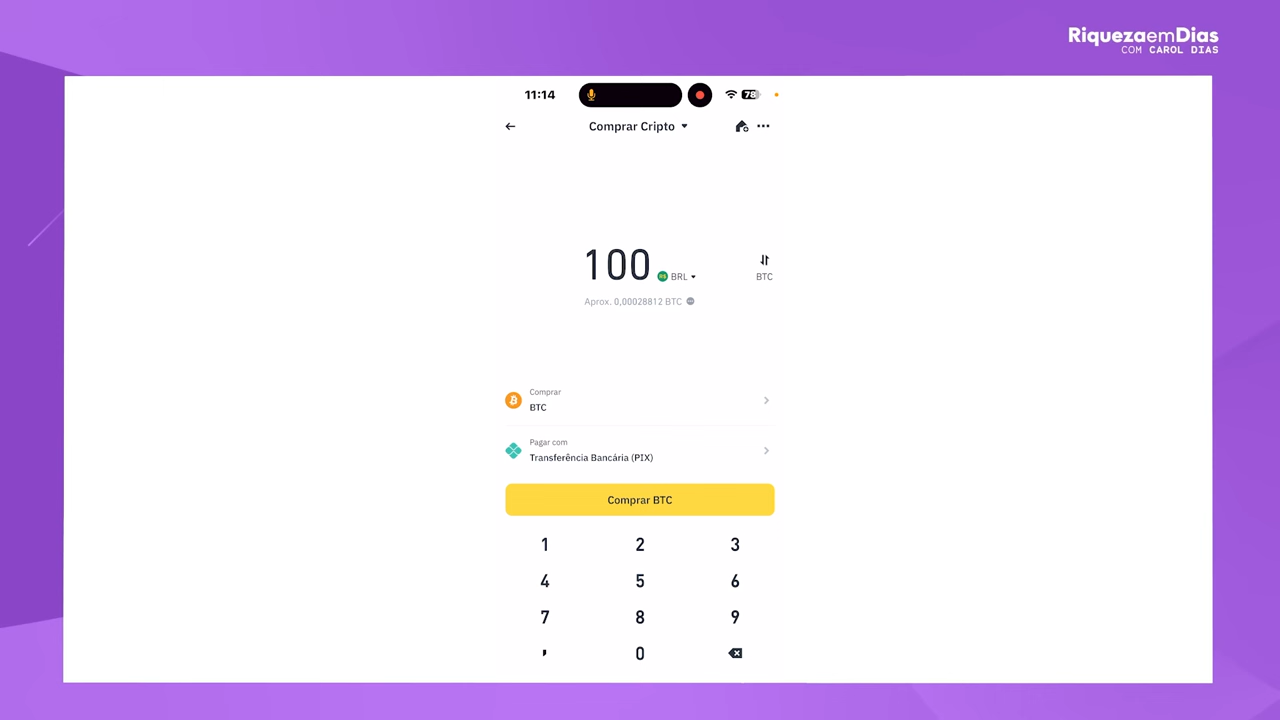 RiquezaemDias
COM CAROL DIAS
11:14
78
Comprar Cripto
100
R$
BRL
BTC
Aprox. 0,00028812 BTC
Comprar
BTC
Pagar com
Transferência Bancária (PIX)
Comprar BTC
1 2 3
4 5 6
7 8 9
, 0